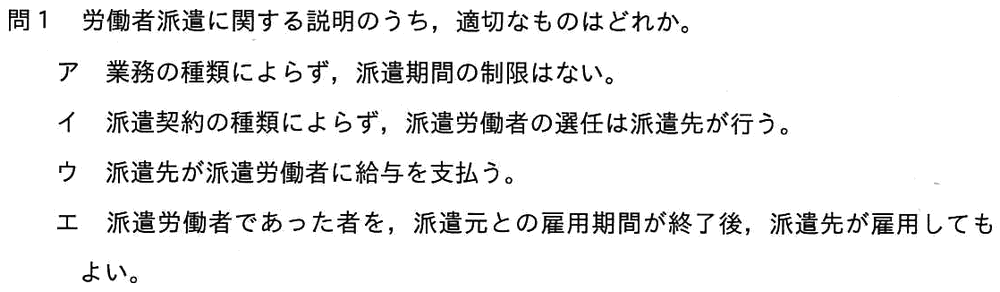 問1 労働者派遣に関する説明のうち，適切なものはどれか。
ア 業務の種類によらず，派遣期間の制限はない。
イ 派遣契約の種類によらず，派遣労働者の選任は派遣先が行う。
ウ 派遣先が派遣労働者に給与を支払う。
エ 派遣労働者であった者を，派遣元との雇用期間が終了後，派遣先が雇用しても
よい。